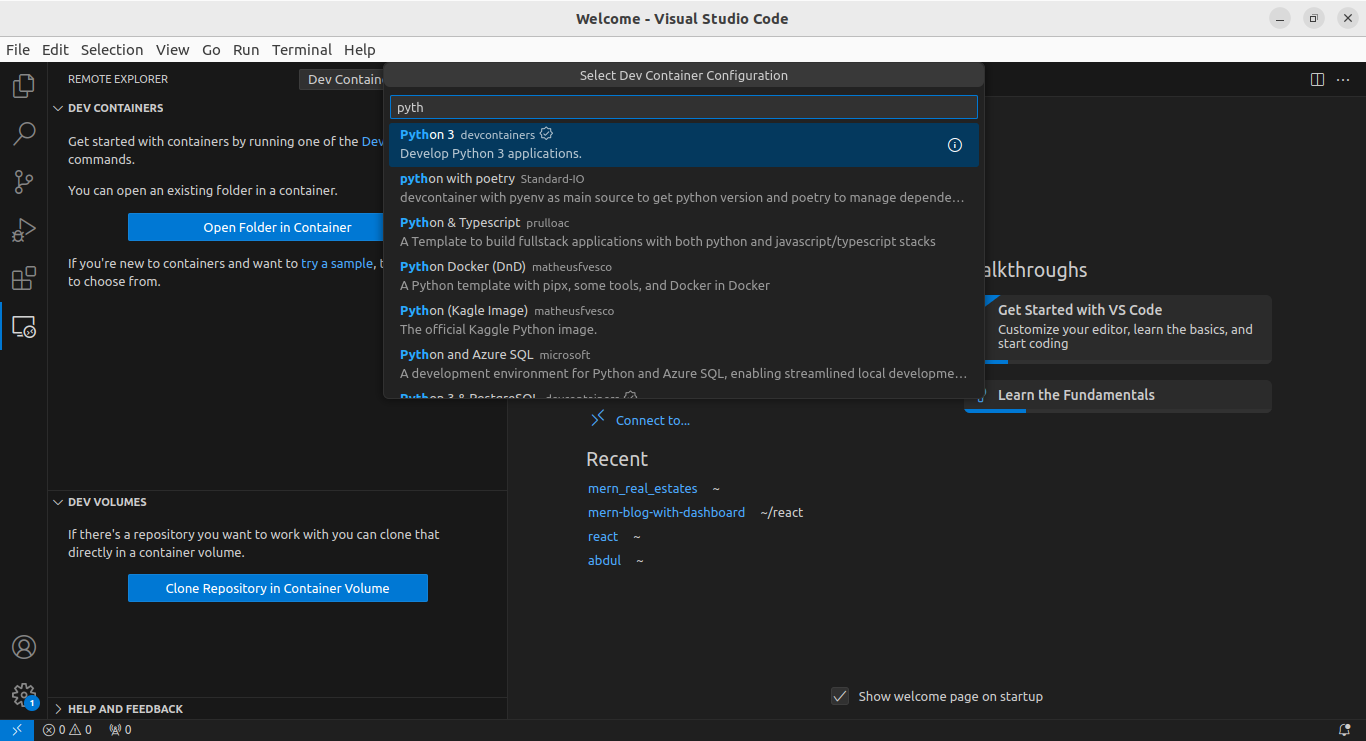 Welcome - Visual Studio Code
File Edit Selection View Go Run Terminal Help
REMOTE EXPLORER
Dev Contain
Select Dev Container Configuration
pyth
Python 3 devcontainers
Develop Python 3 applications.
python with poetry Standard-IO
devcontainer with pyenv as main source to get python version and poetry to manage depende…
Python & Typescript prulloac
A Template to build fullstack applications with both python and javascript/typescript stacks
Python Docker (DnD) matheusfvesco
A Python template with pipx, some tools, and Docker in Docker
Python (Kagle Image) matheusfvesco
The official Kaggle Python image.
Python and Azure SQL microsoft
A development environment for Python and Azure SQL, enabling streamlined local developme…
Python 3 & PostgreSQL devcontainers
DEV CONTAINERS
Get started with containers by running one of the Dev
commands.
You can open an existing folder in a container.
Open Folder in Container
If you're new to containers and want to try a sample, t
to choose from.
DEV VOLUMES
If there's a repository you want to work with you can clone that
directly in a container volume.
Clone Repository in Container Volume
HELP AND FEEDBACK
Connect to...
Recent
mern_real_estates ~
mern-blog-with-dashboard ~/react
react ~
abdul ~
alkthroughs
Get Started with VS Code
Customize your editor, learn the basics, and
start coding
Learn the Fundamentals
Show welcome page on startup
1
0 0 0